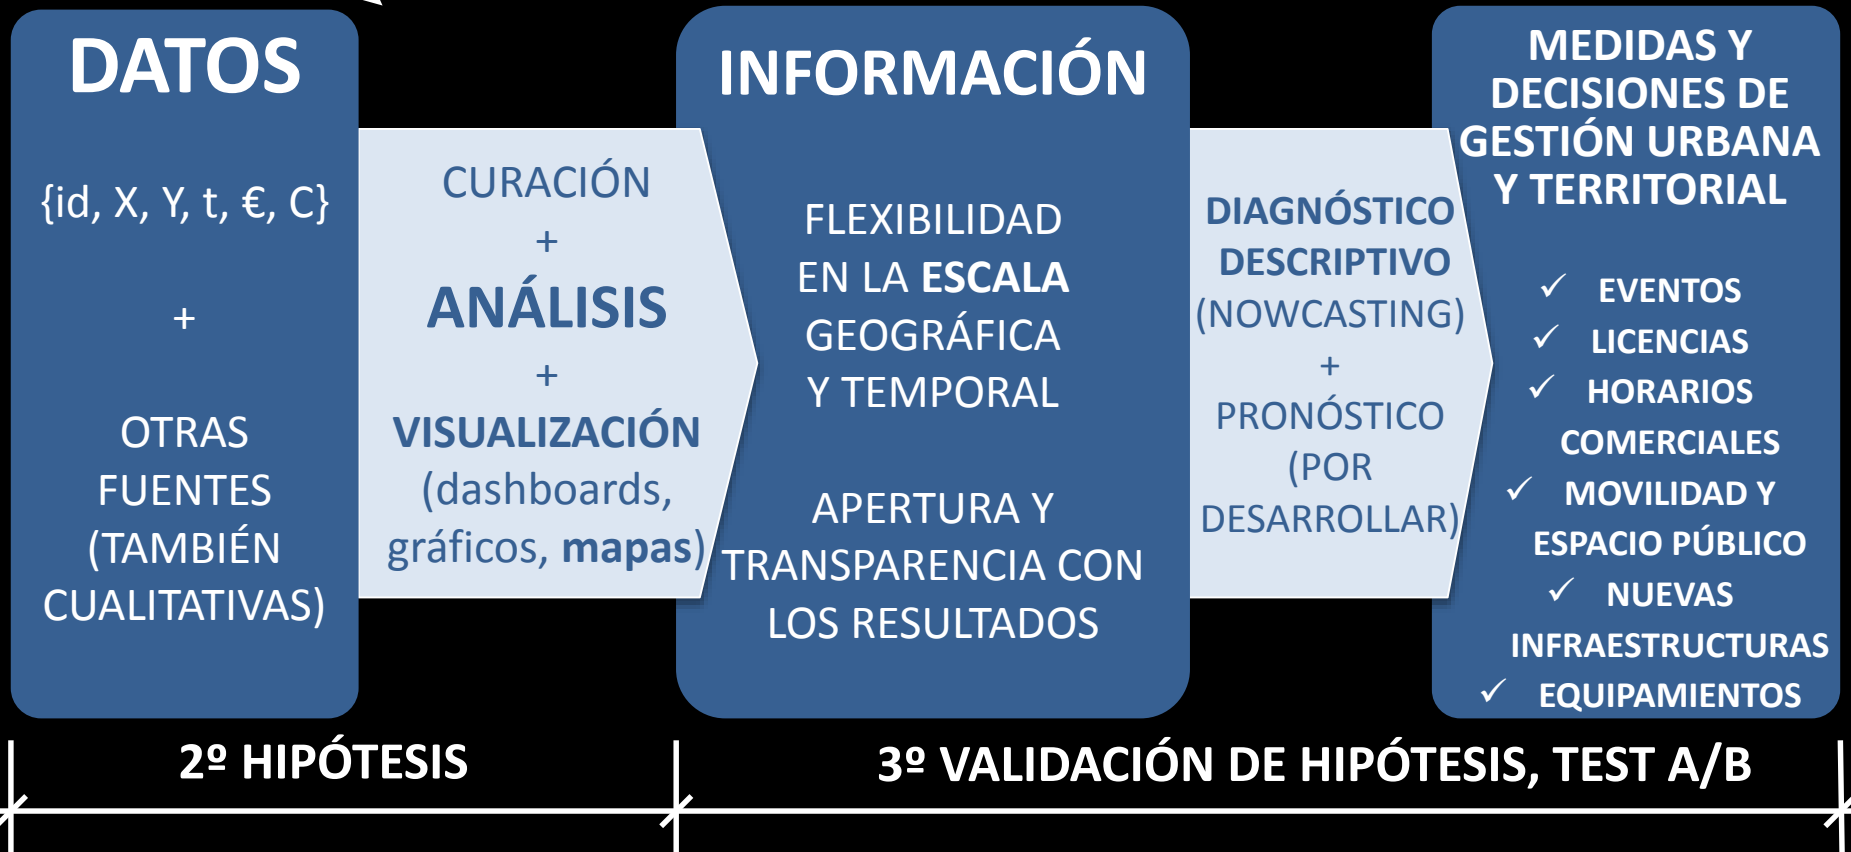 DATOS
{id, X, Y, t, €, C}
+
OTRAS
FUENTES
(TAMBIÉN
CUALITATIVAS)
CURACIÓN
+
ANÁLISIS
+
VISUALIZACIÓN
(dashboards,
gráficos, mapas)
INFORMACIÓN
FLEXIBILIDAD
EN LA ESCALA
GEOGRÁFICA
Y TEMPORAL
APERTURA Y
TRANSPARENCIA CON
LOS RESULTADOS
DIAGNÓSTICO
DESCRIPTIVO
(NOWCASTING)
+
PRONÓSTICO
(POR
DESARROLLAR)
MEDIDAS Y
DECISIONES DE
GESTIÓN URBANA
Y TERRITORIAL
✓ EVENTOS
✓ LICENCIAS
✓ HORARIOS
COMERCIALES
✓ MOVILIDAD Y
ESPACIO PÚBLICO
✓ NUEVAS
INFRAESTRUCTURAS
✓ EQUIPAMIENTOS
2º HIPÓTESIS
3º VALIDACIÓN DE HIPÓTESIS, TEST A/B